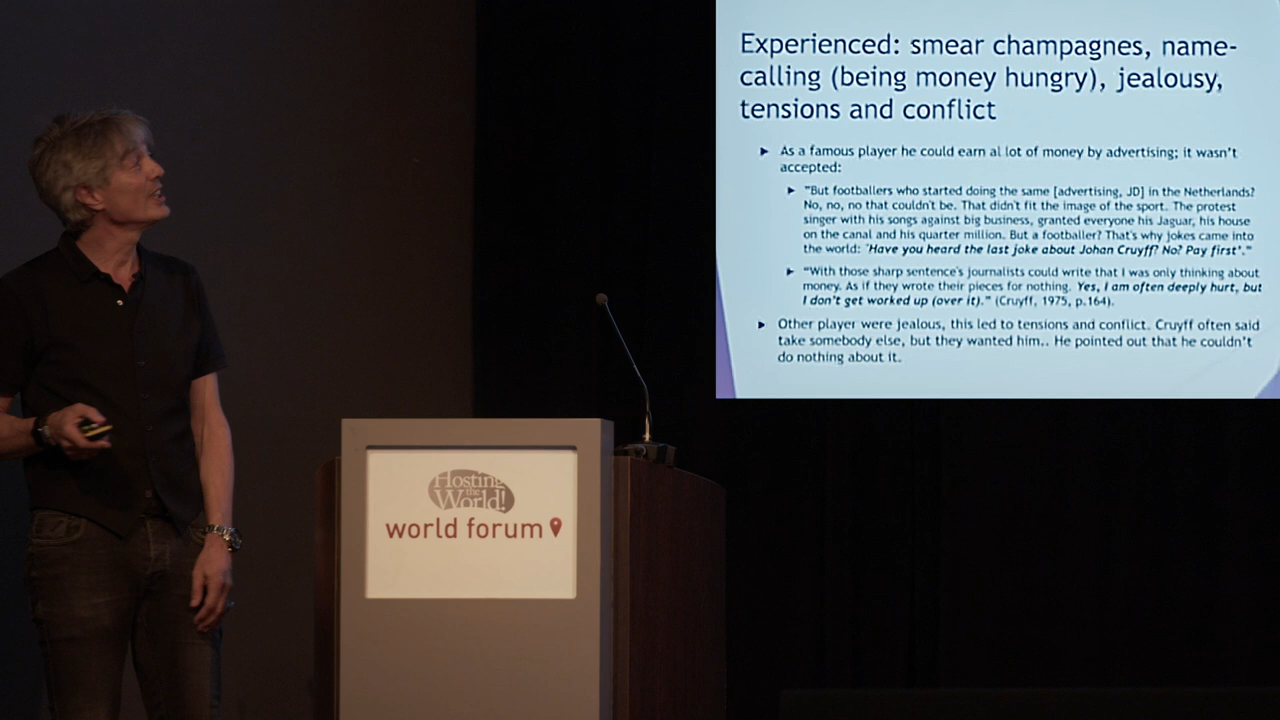 Experienced: smear champagnes, name-
calling (being money hungry), jealousy,
tensions and conflict
As a famous player he could earn al lot of money by advertising; it wasn't
accepted:
"But footballers who started doing the same [advertising, JD] in the Netherlands?
No, no, no that couldn't be. That didn't fit the image of the sport. The protest
singer with his songs against big business, granted everyone his Jaguar, his house
on the canal and his quarter million. But a footballer? That's why jokes came into
the world: 'Have you heard the last joke about Johan Cruyff? No? Pay first'."
"With those sharp sentence's journalists could write that I was only thinking about
money. As if they wrote their pieces for nothing. Yes, I am often deeply hurt, but
I don't get worked up (over it)." (Cruyff, 1975, p.164).
Other player were jealous, this led to tensions and conflict. Cruyff often said
take somebody else, but they wanted him.. He pointed out that he couldn't
do nothing about it.
Hosting
the
World!
world forum